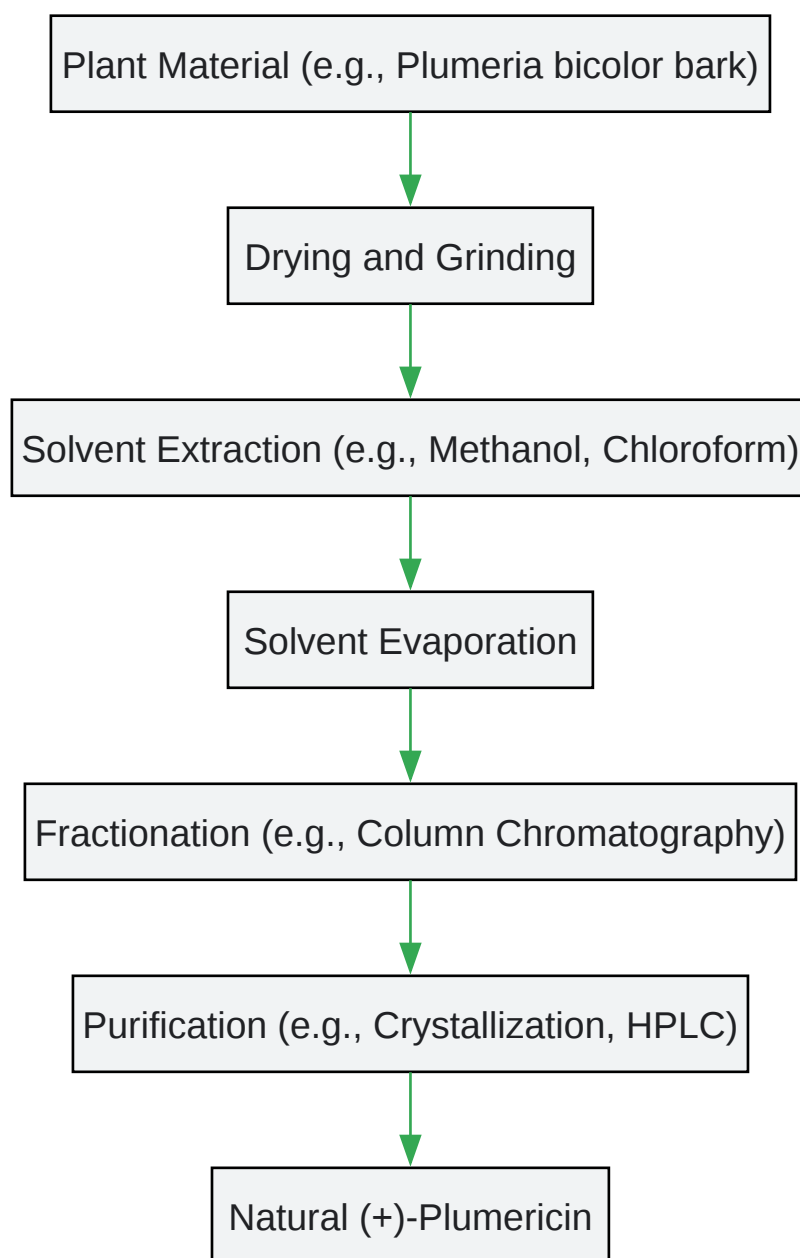 Plant Material (e.g., Plumeria bicolor bark)
Drying and Grinding
Solvent Extraction (e.g., Methanol, Chloroform)
Solvent Evaporation
Fractionation (e.g., Column Chromatography)
Purification (e.g., Crystallization, HPLC)
Natural (+)-Plumericin